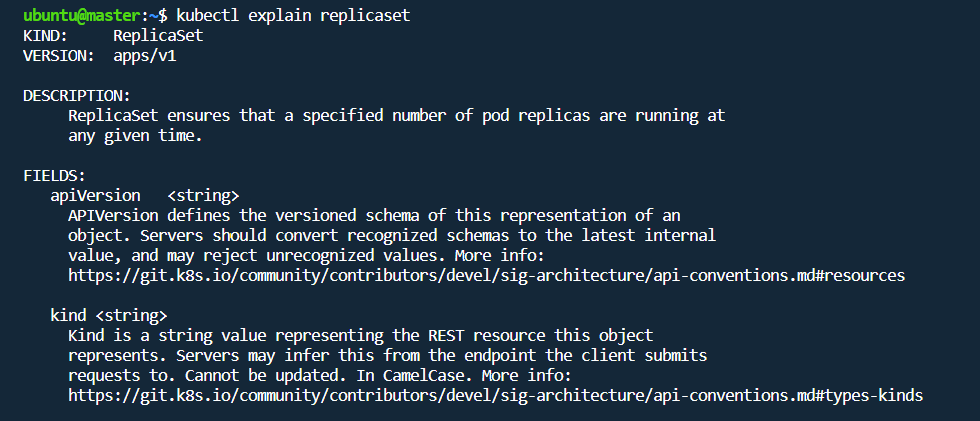 ubuntu@master:~$ kubectl explain replicaset
KIND:     ReplicaSet
VERSION:  apps/v1
DESCRIPTION:
ReplicaSet ensures that a specified number of pod replicas are running at
any given time.
FIELDS:
apiVersion   <string>
APIVersion defines the versioned schema of this representation of an
object. Servers should convert recognized schemas to the latest internal
value, and may reject unrecognized values. More info:
https://git.k8s.io/community/contributors/devel/sig-architecture/api-conventions.md#resources
kind <string>
Kind is a string value representing the REST resource this object
represents. Servers may infer this from the endpoint the client submits
requests to. Cannot be updated. In CamelCase. More info:
https://git.k8s.io/community/contributors/devel/sig-architecture/api-conventions.md#types-kinds